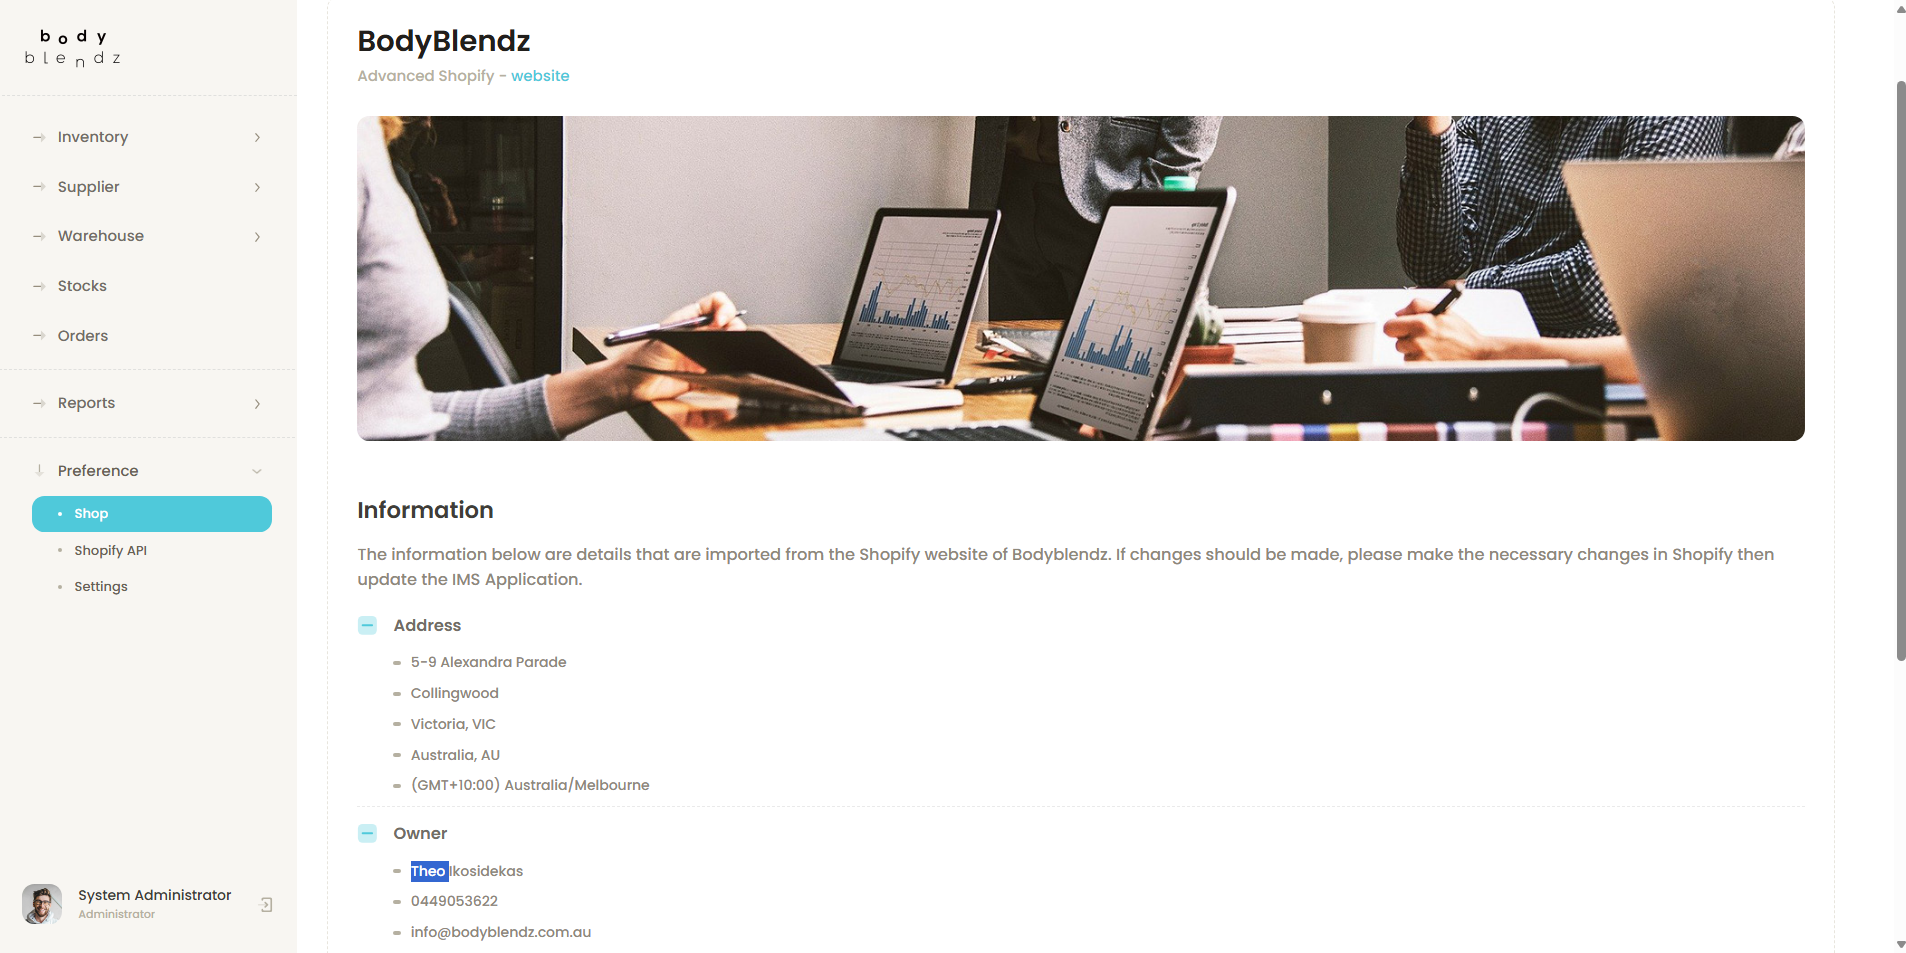 body
blendz
Inventory
Supplier
Warehouse
Stocks
Orders
Reports
Preference
Shop
Shopify API
Settings
System Administrator
Administrator
BodyBlendz
Advanced Shopify - website
Information
The information below are details that are imported from the Shopify website of Bodyblendz. If changes should be made, please make the necessary changes in Shopify then
update the IMS Application.
Address
5-9 Alexandra Parade
Collingwood
Victoria, VIC
Australia, AU
(GMT+10:00) Australia/Melbourne
Owner
Theo Ikosidekas
0449053622
info@bodyblendz.com.au